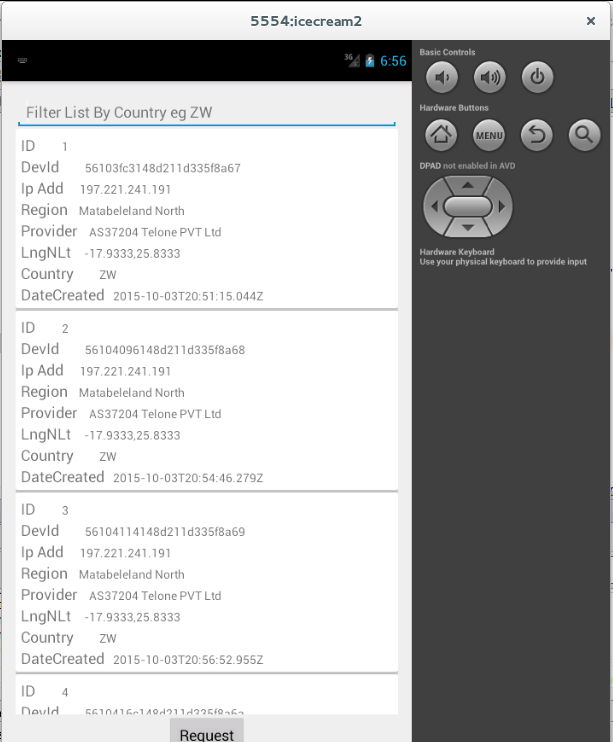 5554:icecream2
3G 6:56
Filter List By Country eg ZW
ID 1
DevId 56103fc3148d211d335f8a67
Ip Add 197.221.241.191
Region Matabeleland North
Provider AS37204 Telone PVT Ltd
LngNLt -17.9333,25.8333
Country ZW
DateCreated 2015-10-03T20:51:15.044Z
ID 2
DevId 56104096148d211d335f8a68
Ip Add 197.221.241.191
Region Matabeleland North
Provider AS37204 Telone PVT Ltd
LngNLt -17.9333,25.8333
Country ZW
DateCreated 2015-10-03T20:54:46.279Z
ID 3
DevId 56104114148d211d335f8a69
Ip Add 197.221.241.191
Region Matabeleland North
Provider AS37204 Telone PVT Ltd
LngNLt -17.9333,25.8333
Country ZW
DateCreated 2015-10-03T20:56:52.955Z
ID 4
DevId 5610416c148d211d335f8a6a
Request
Basic Controls
Hardware Buttons
MENU
DPAD not enabled in AVD
Hardware Keyboard
Use your physical keyboard to provide input